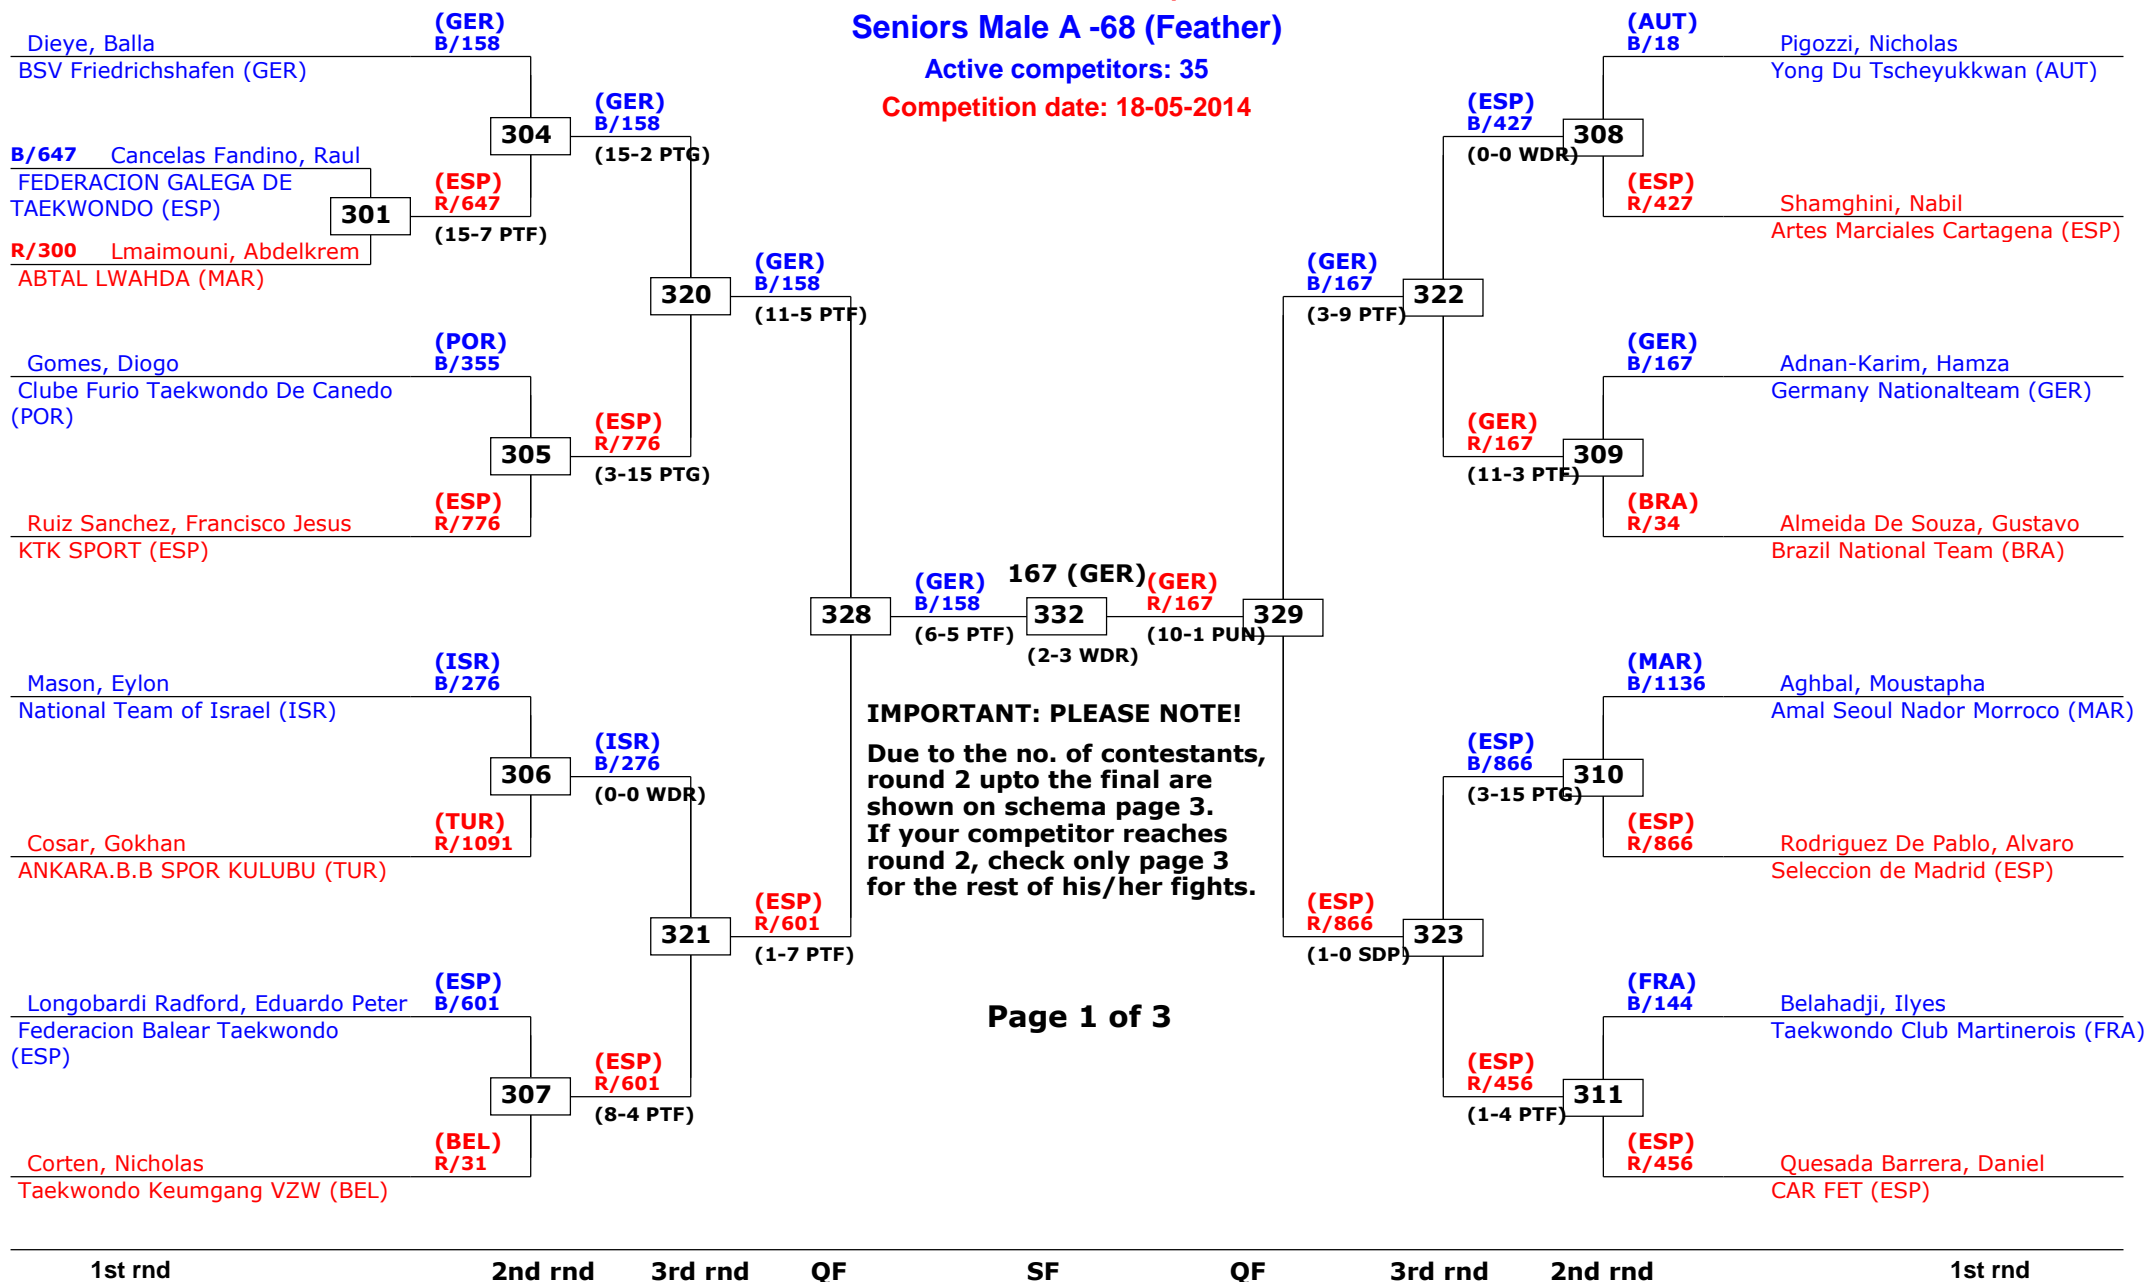 Seniors Male A -68 (Feather)
Active competitors: 35
Competition date: 18-05-2014
(GER)
B/158
Dieye, Balla
BSV Friedrichshafen (GER)
304
(GER)
B/158
(15-2 PTG)
B/647 Cancelas Fandino, Raul
FEDERACION GALEGA DE
TAEKWONDO (ESP)
301
(ESP)
R/647
(15-7 PTF)
R/300 Lmaimouni, Abdelkrem
ABTAL LWAHDA (MAR)
320
(GER)
B/158
(11-5 PTF)
(POR)
B/355
Gomes, Diogo
Clube Furio Taekwondo De Canedo
(POR)
305
(ESP)
R/776
(3-15 PTG)
(ESP)
R/776
Ruiz Sanchez, Francisco Jesus
KTK SPORT (ESP)
328
(GER)
B/158
(6-5 PTF)
167 (GER)
332
(2-3 WDR)
(GER)
R/167
(10-1 PUN)
329
(ISR)
B/276
Mason, Eylon
National Team of Israel (ISR)
306
(ISR)
B/276
(0-0 WDR)
(TUR)
R/1091
Cosar, Gokhan
ANKARA.B.B SPOR KULUBU (TUR)
321
(ESP)
R/601
(1-7 PTF)
(ESP)
B/601
Longobardi Radford, Eduardo Peter
Federacion Balear Taekwondo
(ESP)
307
(ESP)
R/601
(8-4 PTF)
(BEL)
R/31
Corten, Nicholas
Taekwondo Keumgang VZW (BEL)
IMPORTANT: PLEASE NOTE!
Due to the no. of contestants,
round 2 upto the final are
shown on schema page 3.
If your competitor reaches
round 2, check only page 3
for the rest of his/her fights.
Page 1 of 3
(AUT)
B/18
Pigozzi, Nicholas
Yong Du Tscheyukkwan (AUT)
(ESP)
B/427
(0-0 WDR)
308
(ESP)
R/427
Shamghini, Nabil
Artes Marciales Cartagena (ESP)
(GER)
B/167
(3-9 PTF)
322
(GER)
B/167
Adnan-Karim, Hamza
Germany Nationalteam (GER)
(GER)
R/167
(11-3 PTF)
309
(BRA)
R/34
Almeida De Souza, Gustavo
Brazil National Team (BRA)
(MAR)
B/1136
Aghbal, Moustapha
Amal Seoul Nador Morroco (MAR)
(ESP)
B/866
(3-15 PTG)
310
(ESP)
R/866
Rodriguez De Pablo, Alvaro
Seleccion de Madrid (ESP)
(ESP)
R/866
(1-0 SDP)
323
(FRA)
B/144
Belahadji, Ilyes
Taekwondo Club Martinerois (FRA)
(ESP)
R/456
(1-4 PTF)
311
(ESP)
R/456
Quesada Barrera, Daniel
CAR FET (ESP)
1st rnd 2nd rnd 3rd rnd QF SF QF 3rd rnd 2nd rnd 1st rnd